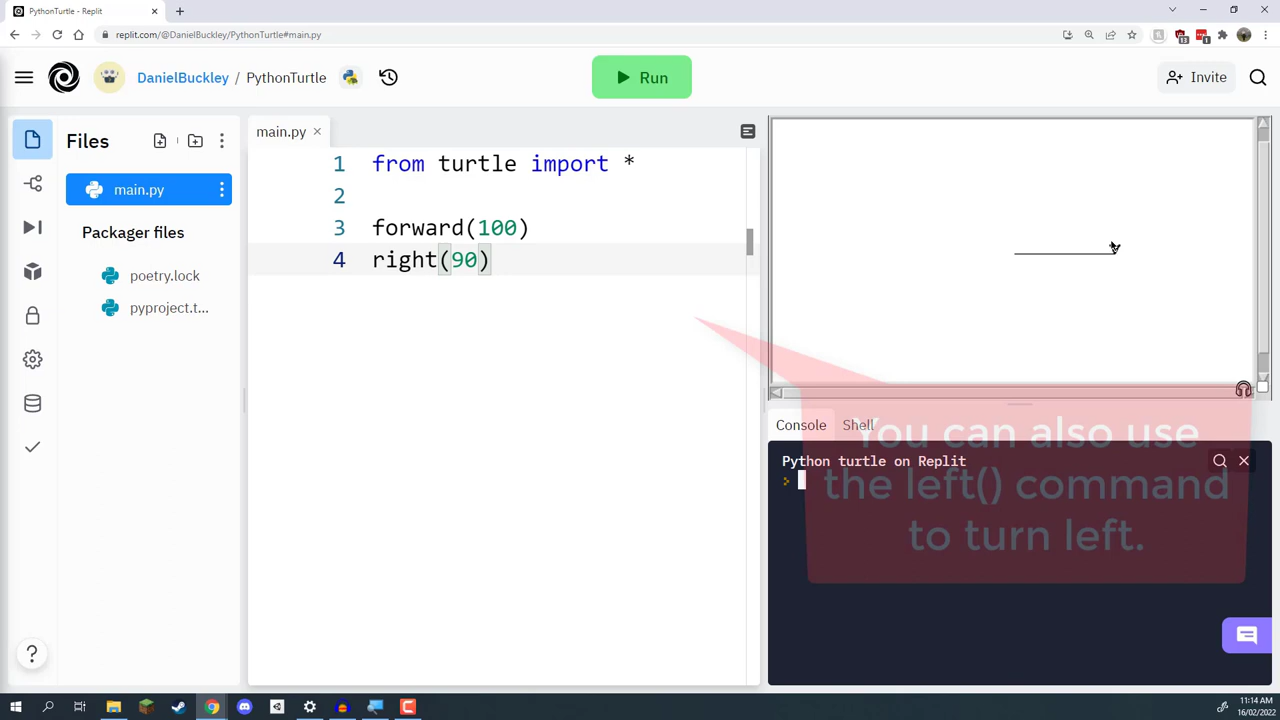 PythonTurtle - Replit
replit.com/@DanielBuckley/PythonTurtle#main.py
13
1
DanielBuckley / PythonTurtle
Run
Invite
Files
main.py
main.py
Packager files
poetry.lock
pyproject.t...
1 from turtle import *
2
3 forward(100)
4 right(90)
Console
Shell
Python turtle on Replit
>
You can also use
the left() command
to turn left.
?
11:14 AM
16/02/2022